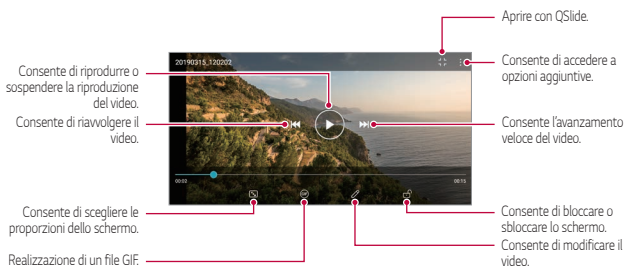 Aprire con QSlide.
20190315_120202
Consente di accedere a
opzioni aggiuntive.
Consente di riprodurre o
sospendere la riproduzione
del video.
Consente di riavvolgere il
video.
Consente l'avanzamento
veloce del video.
00:03
00:15
GIF
Consente di scegliere le
proporzioni dello schermo.
Consente di bloccare o
sbloccare lo schermo.
Realizzazione di un file GIF.
Consente di modificare il
video.